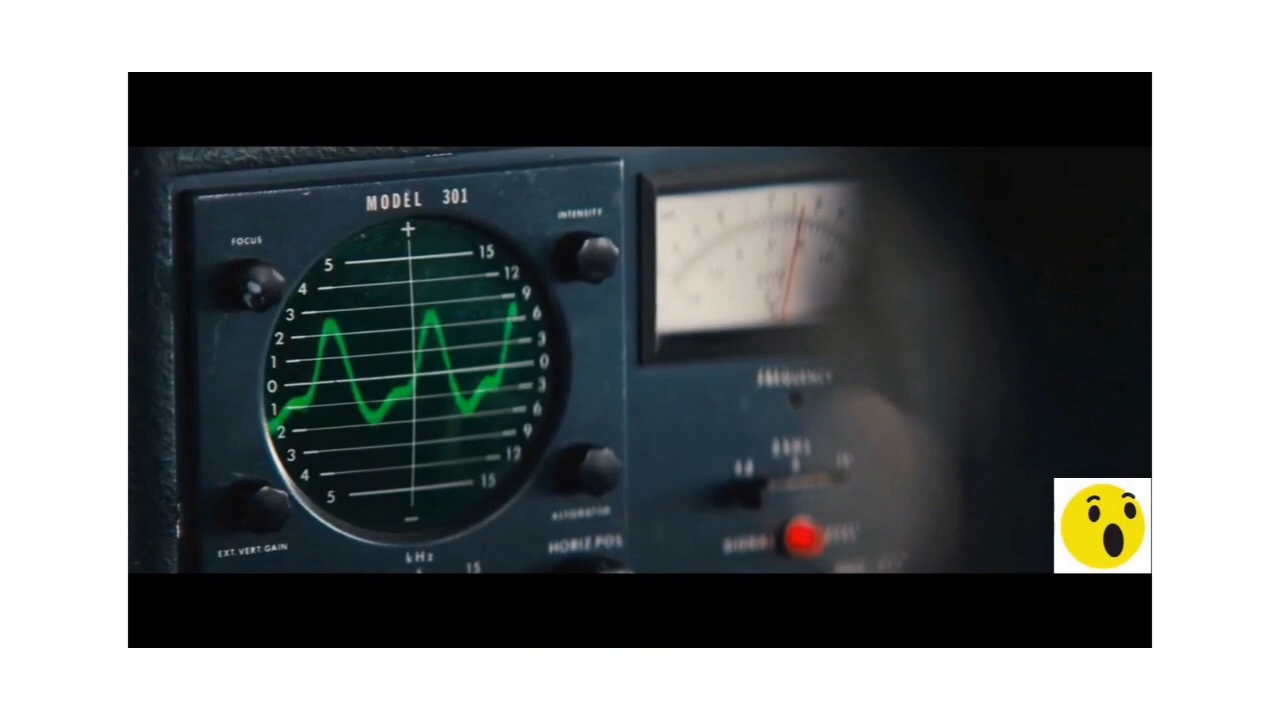 MODEL 301
FOCUS
INTENSITY
+
5 15
4 12
3 9
2 6
1 3
0 0
1 3
2 6
3 9
4 12
5 15
−
EXT. VERT. GAIN
kHz
HORIZ. POS
5 15
FREQUENCY